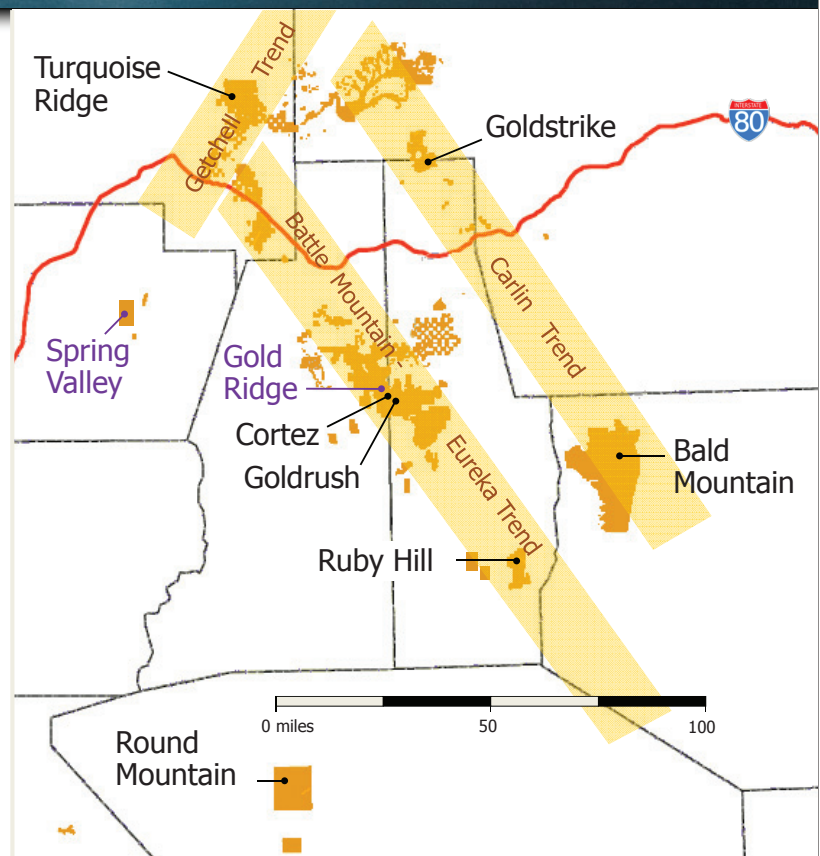 Turquoise
Ridge
Getchell Trend
INTERSTATE
80
Goldstrike
Battle Mountain -
Eureka Trend
Carlin Trend
Spring
Valley
Gold
Ridge
Cortez
Goldrush
Bald
Mountain
Ruby Hill
0 miles
50
100
Round
Mountain